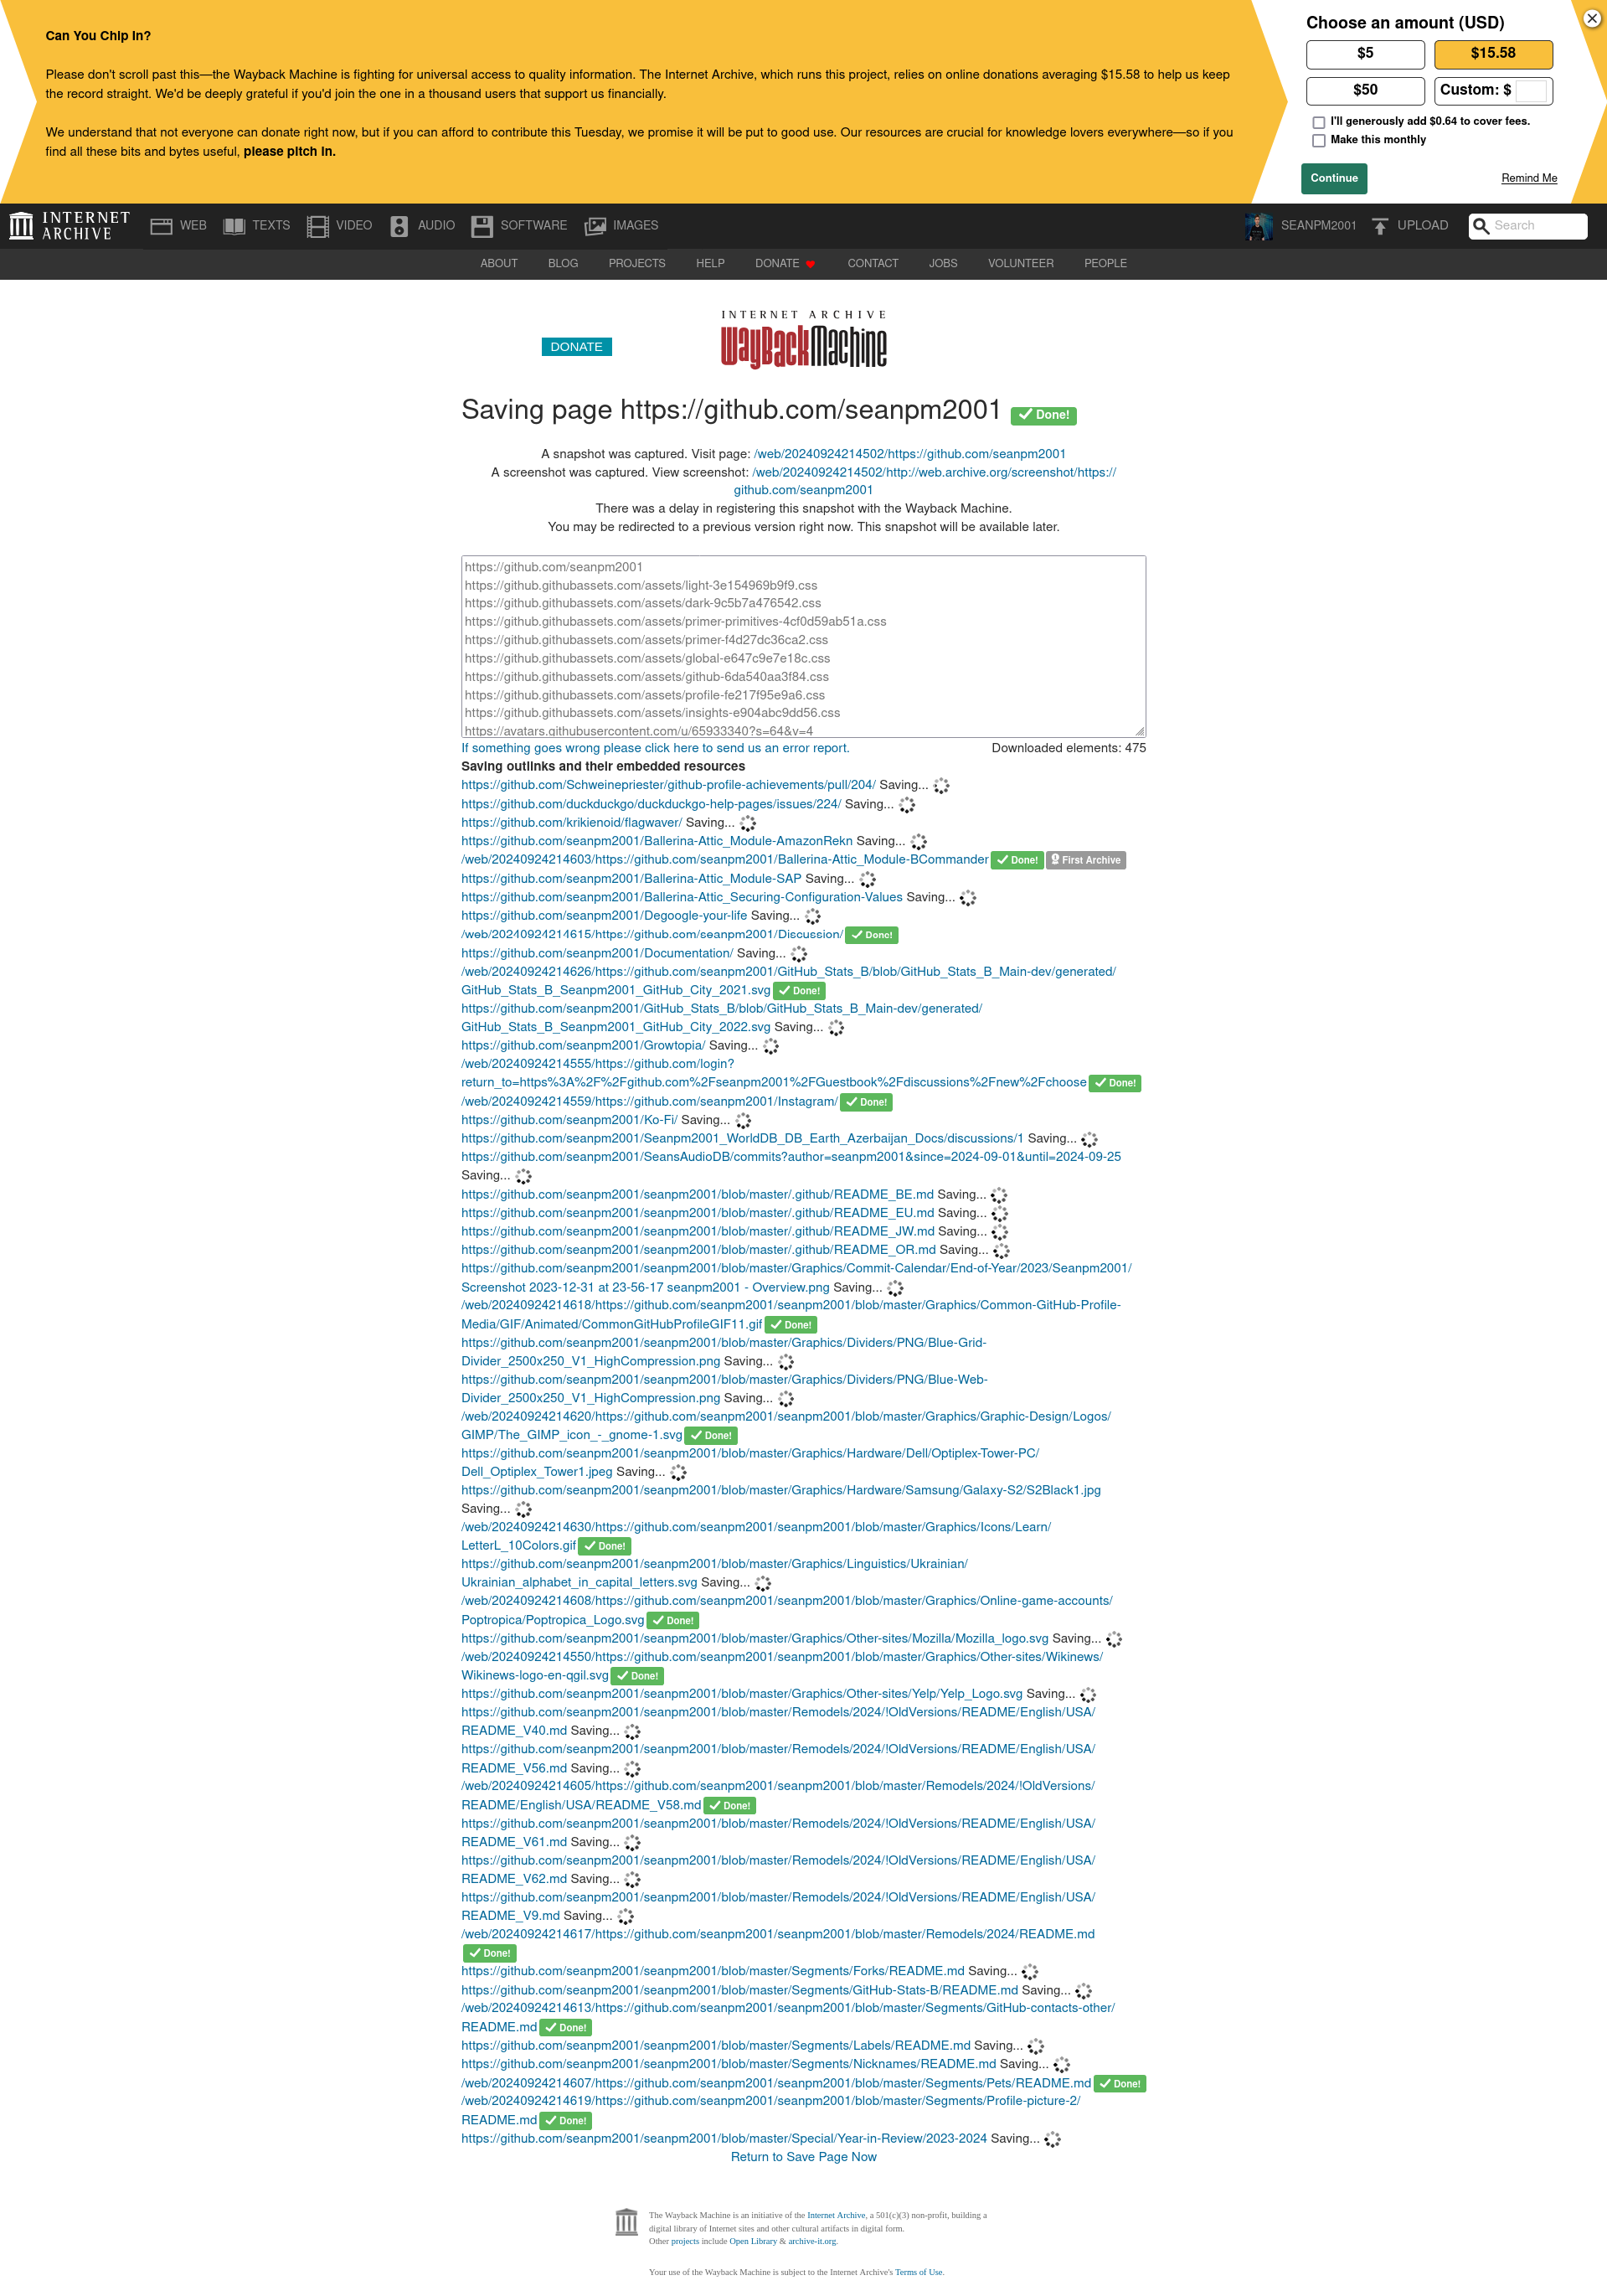 Can You Chip In?
Please don't scroll past this—the Wayback Machine is fighting for universal access to quality information. The Internet Archive, which runs this project, relies on online donations averaging $15.58 to help us keep
the record straight. We'd be deeply grateful if you'd join the one in a thousand users that support us financially.
We understand that not everyone can donate right now, but if you can afford to contribute this Tuesday, we promise it will be put to good use. Our resources are crucial for knowledge lovers everywhere—so if you
find all these bits and bytes useful, please pitch in.
Choose an amount (USD)
$5
$15.58
$50
Custom: $
I'll generously add $0.64 to cover fees.
Make this monthly
Continue
Remind Me
INTERNET
ARCHIVE
WEB
TEXTS
VIDEO
AUDIO
SOFTWARE
IMAGES
SEANPM2001
UPLOAD
Search
ABOUT
BLOG
PROJECTS
HELP
DONATE
CONTACT
JOBS
VOLUNTEER
PEOPLE
DONATE
INTERNET ARCHIVE
WayBackMachine
Saving page https://github.com/seanpm2001 Done!
A snapshot was captured. Visit page: /web/20240924214502/https://github.com/seanpm2001
A screenshot was captured. View screenshot: /web/20240924214502/http://web.archive.org/screenshot/https://
github.com/seanpm2001
There was a delay in registering this snapshot with the Wayback Machine.
You may be redirected to a previous version right now. This snapshot will be available later.
https://github.com/seanpm2001
https://github.githubassets.com/assets/light-3e154969b9f9.css
https://github.githubassets.com/assets/dark-9c5b7a476542.css
https://github.githubassets.com/assets/primer-primitives-4cf0d59ab51a.css
https://github.githubassets.com/assets/primer-f4d27dc36ca2.css
https://github.githubassets.com/assets/global-e647c9e7e18c.css
https://github.githubassets.com/assets/github-6da540aa3f84.css
https://github.githubassets.com/assets/profile-fe217f95e9a6.css
https://github.githubassets.com/assets/insights-e904abc9dd56.css
https://avatars.githubusercontent.com/u/65933340?s=64&v=4
If something goes wrong please click here to send us an error report.
Downloaded elements: 475
Saving outlinks and their embedded resources
https://github.com/Schweinepriester/github-profile-achievements/pull/204/ Saving...
https://github.com/duckduckgo/duckduckgo-help-pages/issues/224/ Saving...
https://github.com/krikienoid/flagwaver/ Saving...
https://github.com/seanpm2001/Ballerina-Attic_Module-AmazonRekn Saving...
/web/20240924214603/https://github.com/seanpm2001/Ballerina-Attic_Module-BCommander Done! First Archive
https://github.com/seanpm2001/Ballerina-Attic_Module-SAP Saving...
https://github.com/seanpm2001/Ballerina-Attic_Securing-Configuration-Values Saving...
https://github.com/seanpm2001/Degoogle-your-life Saving...
/web/20240924214615/https://github.com/seanpm2001/Discussion/ Done!
https://github.com/seanpm2001/Documentation/ Saving...
/web/20240924214626/https://github.com/seanpm2001/GitHub_Stats_B/blob/GitHub_Stats_B_Main-dev/generated/
GitHub_Stats_B_Seanpm2001_GitHub_City_2021.svg Done!
https://github.com/seanpm2001/GitHub_Stats_B/blob/GitHub_Stats_B_Main-dev/generated/
GitHub_Stats_B_Seanpm2001_GitHub_City_2022.svg Saving...
https://github.com/seanpm2001/Growtopia/ Saving...
/web/20240924214555/https://github.com/login?
return_to=https%3A%2F%2Fgithub.com%2Fseanpm2001%2FGuestbook%2Fdiscussions%2Fnew%2Fchoose Done!
/web/20240924214559/https://github.com/seanpm2001/Instagram/ Done!
https://github.com/seanpm2001/Ko-Fi/ Saving...
https://github.com/seanpm2001/Seanpm2001_WorldDB_DB_Earth_Azerbaijan_Docs/discussions/1 Saving...
https://github.com/seanpm2001/SeansAudioDB/commits?author=seanpm2001&since=2024-09-01&until=2024-09-25
Saving...
https://github.com/seanpm2001/seanpm2001/blob/master/.github/README_BE.md Saving...
https://github.com/seanpm2001/seanpm2001/blob/master/.github/README_EU.md Saving...
https://github.com/seanpm2001/seanpm2001/blob/master/.github/README_JW.md Saving...
https://github.com/seanpm2001/seanpm2001/blob/master/.github/README_OR.md Saving...
https://github.com/seanpm2001/seanpm2001/blob/master/Graphics/Commit-Calendar/End-of-Year/2023/Seanpm2001/
Screenshot 2023-12-31 at 23-56-17 seanpm2001 - Overview.png Saving...
/web/20240924214618/https://github.com/seanpm2001/seanpm2001/blob/master/Graphics/Common-GitHub-Profile-
Media/GIF/Animated/CommonGitHubProfileGIF11.gif Done!
https://github.com/seanpm2001/seanpm2001/blob/master/Graphics/Dividers/PNG/Blue-Grid-
Divider_2500x250_V1_HighCompression.png Saving...
https://github.com/seanpm2001/seanpm2001/blob/master/Graphics/Dividers/PNG/Blue-Web-
Divider_2500x250_V1_HighCompression.png Saving...
/web/20240924214620/https://github.com/seanpm2001/seanpm2001/blob/master/Graphics/Graphic-Design/Logos/
GIMP/The_GIMP_icon_-_gnome-1.svg Done!
https://github.com/seanpm2001/seanpm2001/blob/master/Graphics/Hardware/Dell/Optiplex-Tower-PC/
Dell_Optiplex_Tower1.jpeg Saving...
https://github.com/seanpm2001/seanpm2001/blob/master/Graphics/Hardware/Samsung/Galaxy-S2/S2Black1.jpg
Saving...
/web/20240924214630/https://github.com/seanpm2001/seanpm2001/blob/master/Graphics/Icons/Learn/
LetterL_10Colors.gif Done!
https://github.com/seanpm2001/seanpm2001/blob/master/Graphics/Linguistics/Ukrainian/
Ukrainian_alphabet_in_capital_letters.svg Saving...
/web/20240924214608/https://github.com/seanpm2001/seanpm2001/blob/master/Graphics/Online-game-accounts/
Poptropica/Poptropica_Logo.svg Done!
https://github.com/seanpm2001/seanpm2001/blob/master/Graphics/Other-sites/Mozilla/Mozilla_logo.svg Saving...
/web/20240924214550/https://github.com/seanpm2001/seanpm2001/blob/master/Graphics/Other-sites/Wikinews/
Wikinews-logo-en-qgil.svg Done!
https://github.com/seanpm2001/seanpm2001/blob/master/Graphics/Other-sites/Yelp/Yelp_Logo.svg Saving...
https://github.com/seanpm2001/seanpm2001/blob/master/Remodels/2024/!OldVersions/README/English/USA/
README_V40.md Saving...
https://github.com/seanpm2001/seanpm2001/blob/master/Remodels/2024/!OldVersions/README/English/USA/
README_V56.md Saving...
/web/20240924214605/https://github.com/seanpm2001/seanpm2001/blob/master/Remodels/2024/!OldVersions/
README/English/USA/README_V58.md Done!
https://github.com/seanpm2001/seanpm2001/blob/master/Remodels/2024/!OldVersions/README/English/USA/
README_V61.md Saving...
https://github.com/seanpm2001/seanpm2001/blob/master/Remodels/2024/!OldVersions/README/English/USA/
README_V62.md Saving...
https://github.com/seanpm2001/seanpm2001/blob/master/Remodels/2024/!OldVersions/README/English/USA/
README_V9.md Saving...
/web/20240924214617/https://github.com/seanpm2001/seanpm2001/blob/master/Remodels/2024/README.md
Done!
https://github.com/seanpm2001/seanpm2001/blob/master/Segments/Forks/README.md Saving...
https://github.com/seanpm2001/seanpm2001/blob/master/Segments/GitHub-Stats-B/README.md Saving...
/web/20240924214613/https://github.com/seanpm2001/seanpm2001/blob/master/Segments/GitHub-contacts-other/
README.md Done!
https://github.com/seanpm2001/seanpm2001/blob/master/Segments/Labels/README.md Saving...
https://github.com/seanpm2001/seanpm2001/blob/master/Segments/Nicknames/README.md Saving...
/web/20240924214607/https://github.com/seanpm2001/seanpm2001/blob/master/Segments/Pets/README.md Done!
/web/20240924214619/https://github.com/seanpm2001/seanpm2001/blob/master/Segments/Profile-picture-2/
README.md Done!
https://github.com/seanpm2001/seanpm2001/blob/master/Special/Year-in-Review/2023-2024 Saving...
Return to Save Page Now
The Wayback Machine is an initiative of the Internet Archive, a 501(c)(3) non-profit, building a
digital library of Internet sites and other cultural artifacts in digital form.
Other projects include Open Library & archive-it.org.
Your use of the Wayback Machine is subject to the Internet Archive's Terms of Use.